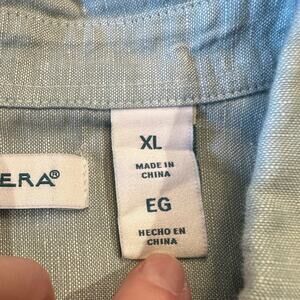 XL
MADE IN
CHINA
EG
HECHO EN
CHINA
ERA®